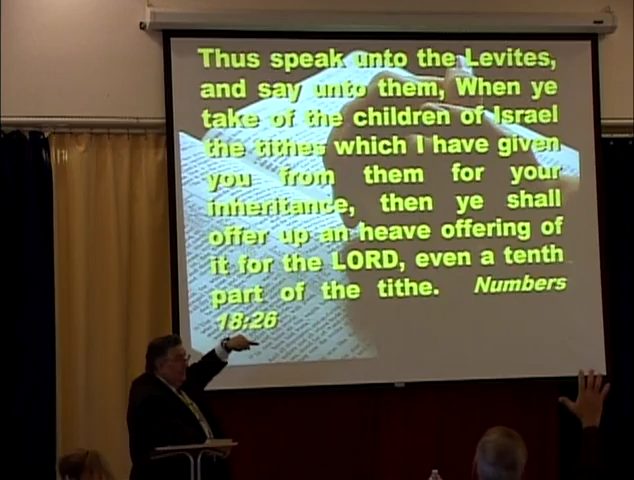 Thus speak unto the Levites,
and say unto them, When ye
take of the children of Israel
the tithes which I have given
you from them for your
inheritance, then ye shall
offer up an heave offering of
it for the LORD, even a tenth
part of the tithe. Numbers
18:26